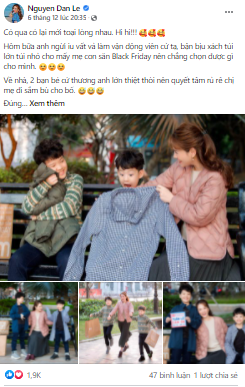 Nguyen Dan Le
6 tháng 12 lúc 20:35
Có qua có lại mới toại lòng nhau. Hi hi!!! 🥰🥰🥰
Hôm bữa anh ngừi iu vất vả làm vận động viên cử tạ, bận bịu xách túi
lớn túi nhỏ cho mấy mẹ con săn Black Friday nên chẳng chọn được gì
cho mình. ☺️☺️☺️
Về nhà, 2 bạn bé cứ thương anh lớn thiệt thòi nên quyết tâm rủ rê chị
mẹ đi sắm bù cho bố. 😅😅😅
Đúng... Xem thêm
1,9K
47 bình luận 1 lượt chia sẻ